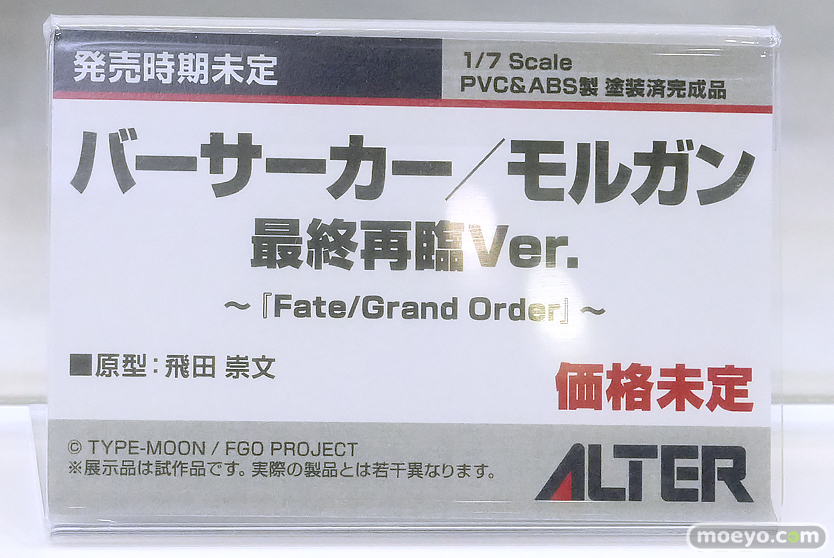 発売時期未定
1/7 Scale
PVC&ABS製 塗装済完成品
バーサーカー／モルガン
最終再臨Ver.
～『Fate/Grand Order』～
■原型：飛田 崇文
価格未定
© TYPE-MOON / FGO PROJECT
※展示品は試作品です。実際の製品とは若干異なります。
ALTER
moeyo.com